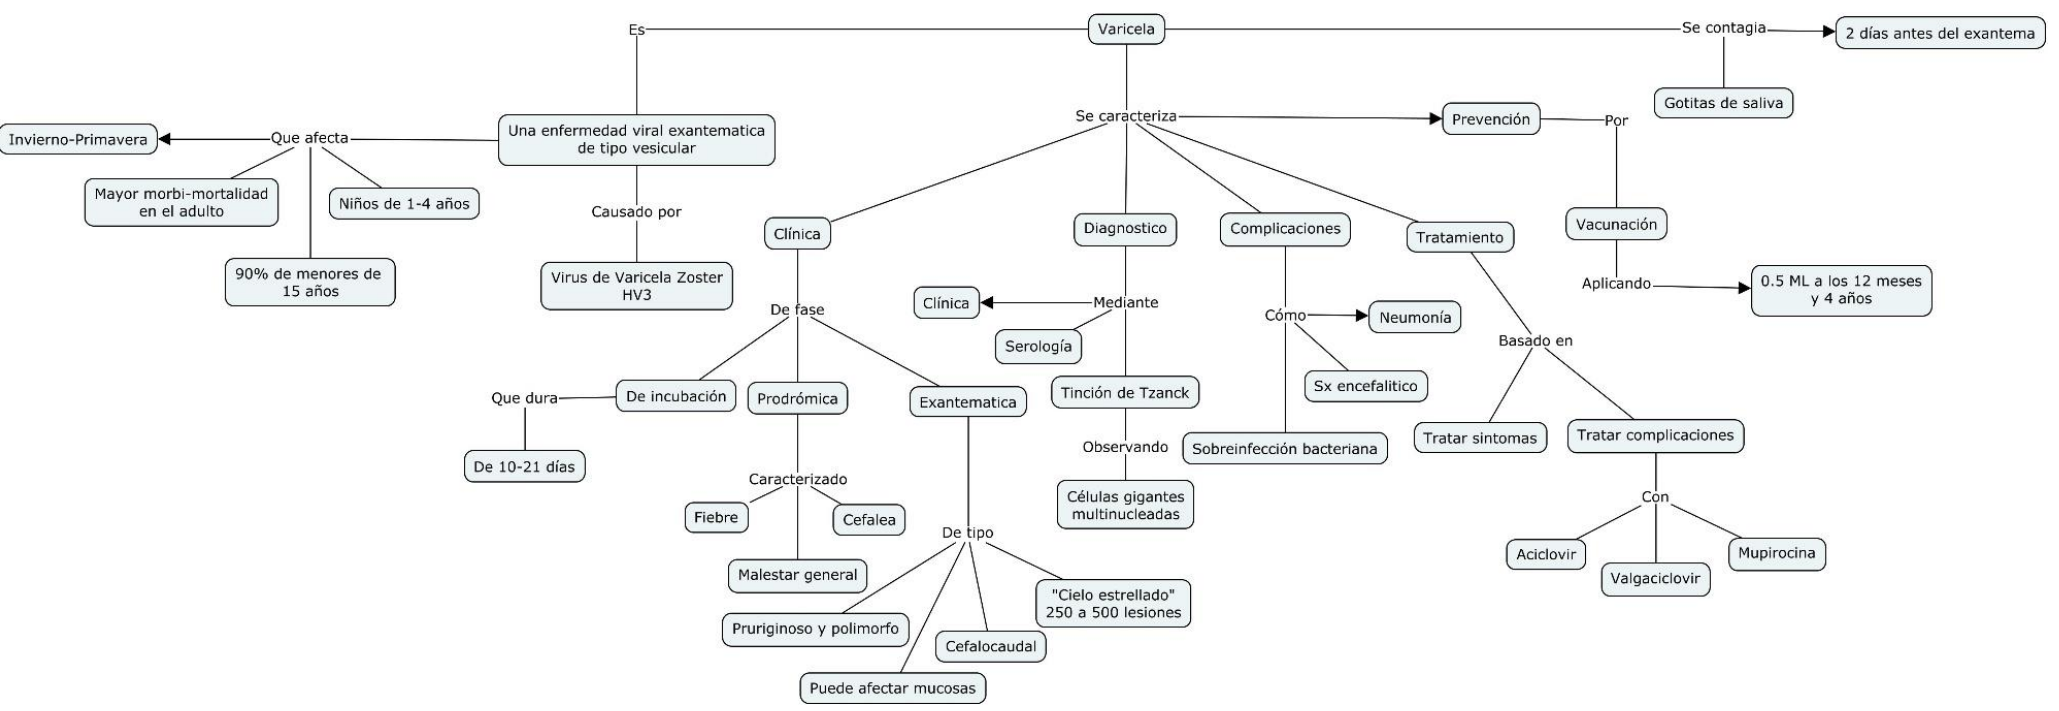 Varicela
Es
Se contagia
2 días antes del exantema
Gotitas de saliva
Una enfermedad viral exantematica
de tipo vesicular
Que afecta
Invierno-Primavera
Mayor morbi-mortalidad
en el adulto
90% de menores de
15 años
Niños de 1-4 años
Causado por
Virus de Varicela Zoster
HV3
Se caracteriza
Prevención
Por
Vacunación
Aplicando
0.5 ML a los 12 meses
y 4 años
Clínica
De fase
De incubación
Que dura
De 10-21 días
Prodrómica
Caracterizado
Fiebre
Malestar general
Cefalea
Exantematica
De tipo
Pruriginoso y polimorfo
Puede afectar mucosas
Cefalocaudal
"Cielo estrellado"
250 a 500 lesiones
Diagnostico
Mediante
Clínica
Serología
Tinción de Tzanck
Observando
Células gigantes
multinucleadas
Complicaciones
Cómo
Neumonía
Sx encefalitico
Sobreinfección bacteriana
Tratamiento
Basado en
Tratar sintomas
Tratar complicaciones
Con
Aciclovir
Valgaciclovir
Mupirocina